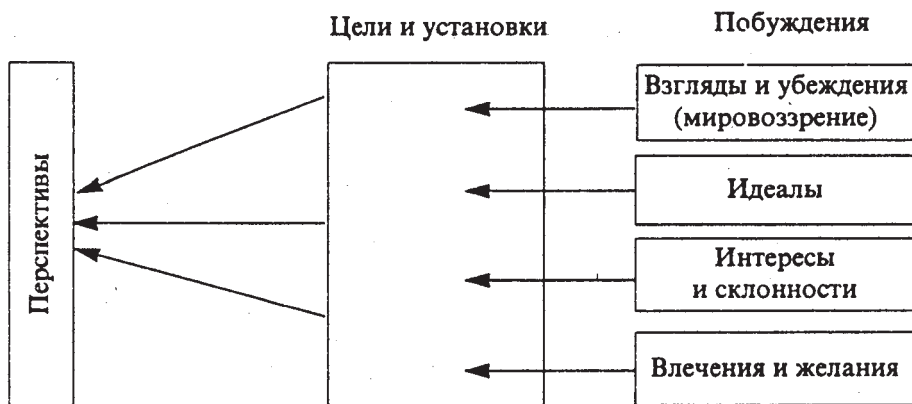 Цели и установки
Побуждения
Перспективы
Взгляды и убеждения
(мировоззрение)
Идеалы
Интересы
и склонности
Влечения и желания